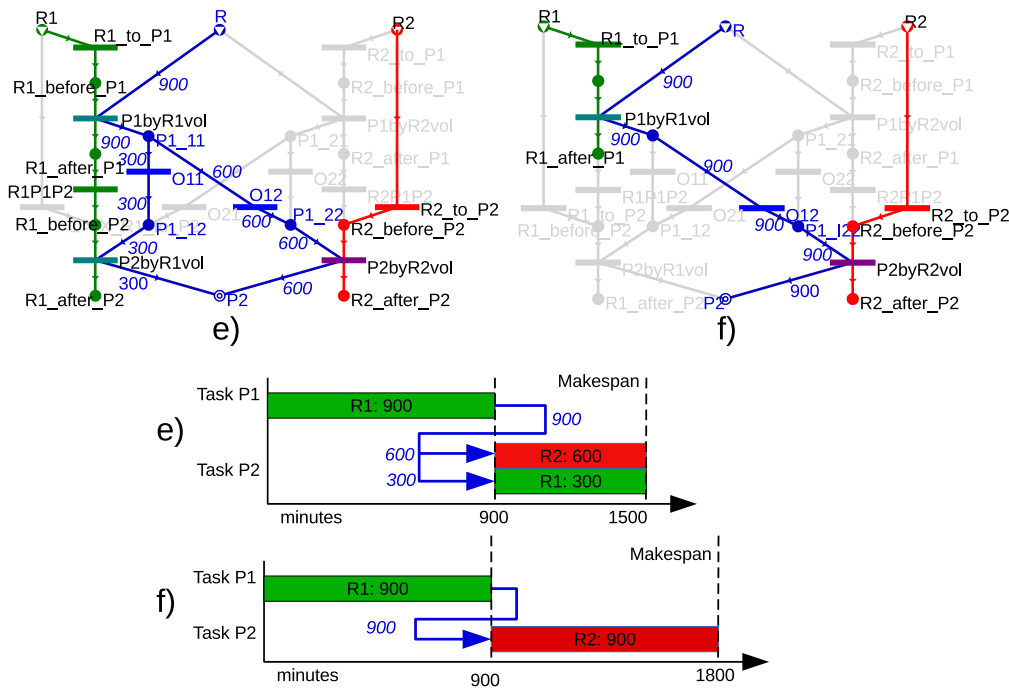 R1
R
R2
R1_to_P1
R2_to_P1
R1_before_P1
900
R2_before_P1
P1byR1vol
P1byR2vol
900
P1_11
P1_21
300
600
R1_after_P1
R2_after_P1
O11
O22
R1P1P2
O12
R2P1P2
300
O21
600
P1_22
R2_to_P2
R1_before_P2
P1_12
R2_before_P2
300
600
P2byR1vol
P2byR2vol
300
600
R1_after_P2
P2
R2_after_P2
e)
R1
R
R2
R1_to_P1
R2_to_P1
R2_before_P1
P1byR1vol
P1byR2vol
900
P1_21
R1_after_P1
900
R2_after_P1
O11
O22
R1P1P2
R2P1P2
R1_to_P2
O21
O12
R2_to_P2
900
R1_before_P2
P1_12
P1_I22
R2_before_P2
900
P2byR2vol
900
R1_after_P2
P2
R2_after_P2
f)
Makespan
Task P1
R1: 900
900
e)
600
R2: 600
Task P2
300
R1: 300
minutes
900
1500
Makespan
Task P1
R1: 900
f)
900
Task P2
R2: 900
minutes
900
1800